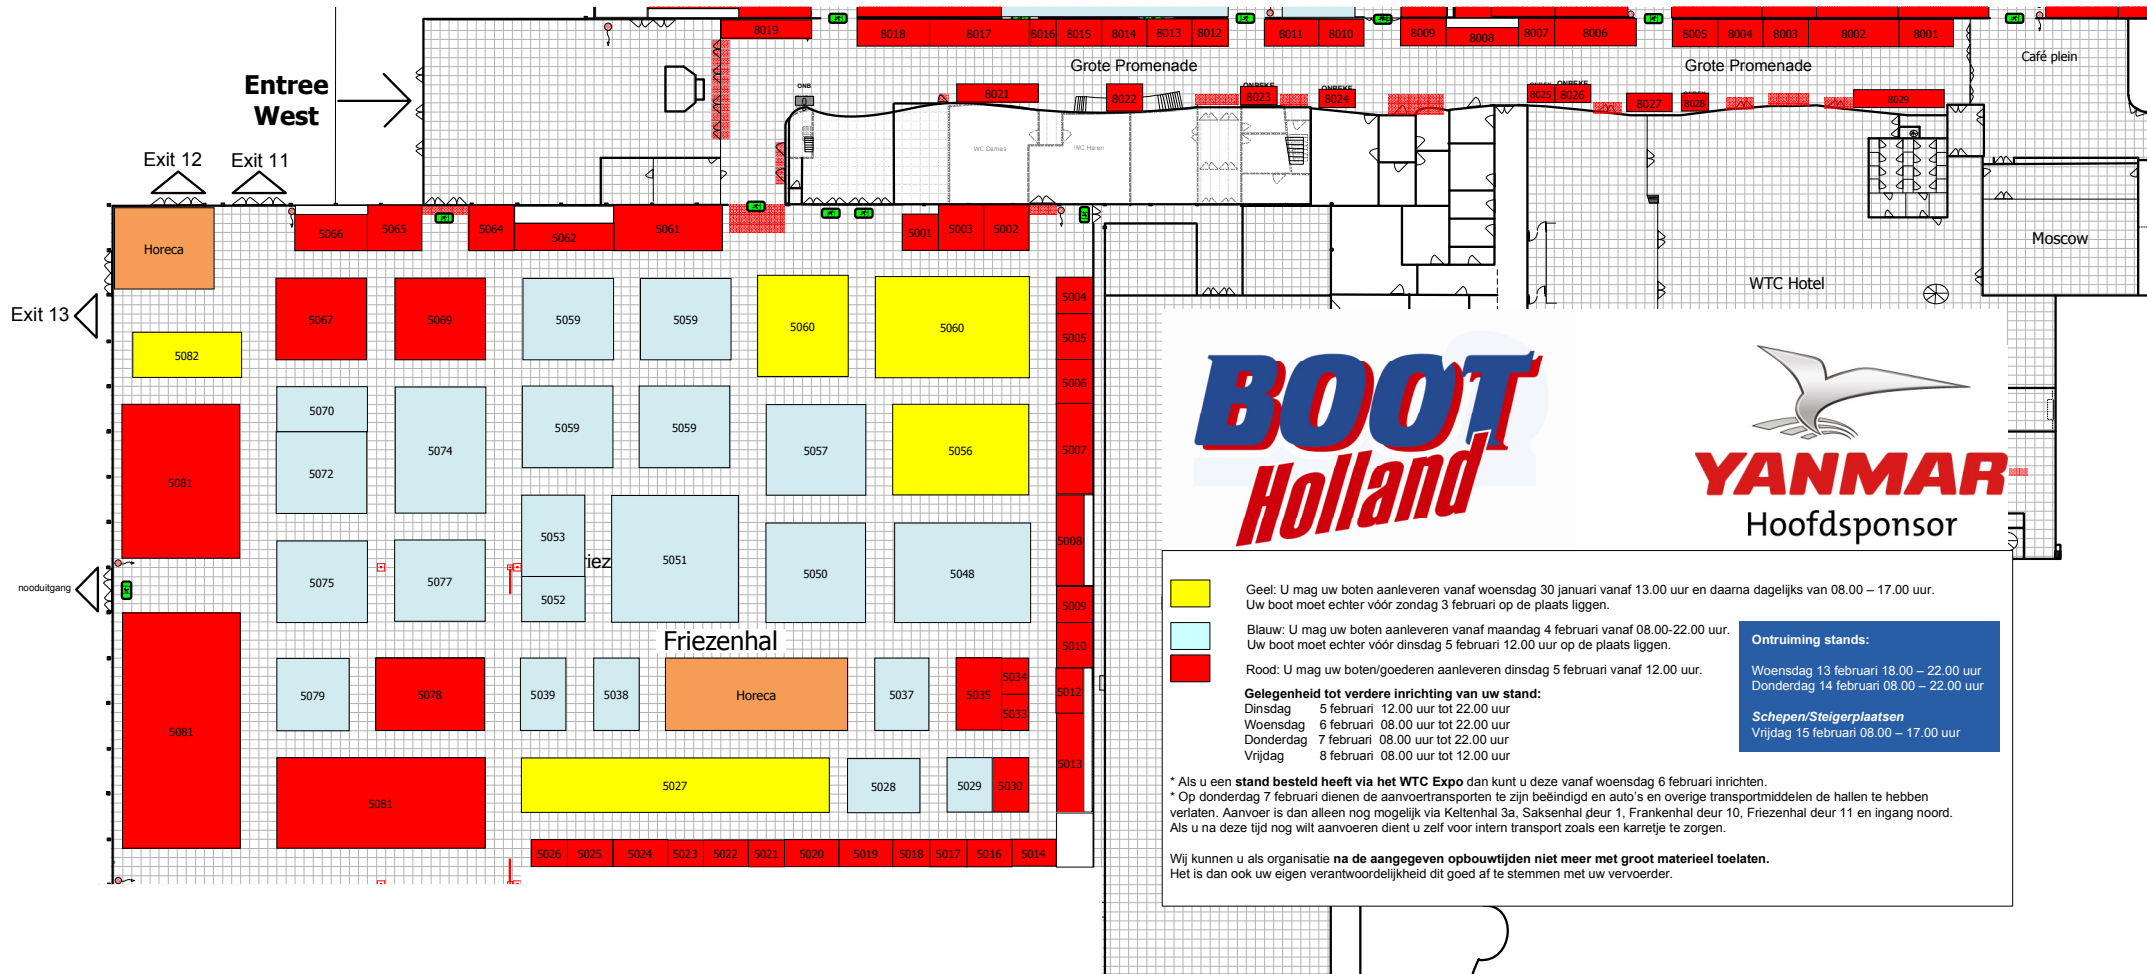 8019
8018
8017
8016
8015
8014
8013
8012
8011
8010
8009
8008
8007
8006
8005
8004
8003
8002
8001
Café plein
Grote Promenade
Grote Promenade
Entree
West
ONB
8021
8022
8023
8024
8025
8026
8027
8028
8029
WC Dames
WC Heren
Exit 12
Exit 11
Moscow
WTC Hotel
Horeca
5066
5065
5064
5062
5061
5001
5003
5002
Exit 13
5067
5069
5059
5059
5060
5060
5004
5005
5006
5082
5070
5072
5074
5059
5059
5057
5056
5007
5081
5053
5052
5051
5050
5048
5008
5075
5077
nooduitgang
5009
5010
Friezenhal
5079
5078
5039
5038
Horeca
5037
5035
5034
5033
5012
5081
5081
5027
5028
5029
5030
5013
5026
5025
5024
5023
5022
5021
5020
5019
5018
5017
5016
5014
BOOT
Holland
YANMAR
Hoofdsponsor
Geel: U mag uw boten aanleveren vanaf woensdag 30 januari vanaf 13.00 uur en daarna dagelijks van 08.00 – 17.00 uur.
Uw boot moet echter vóór zondag 3 februari op de plaats liggen.
Blauw: U mag uw boten aanleveren vanaf maandag 4 februari vanaf 08.00-22.00 uur.
Uw boot moet echter vóór dinsdag 5 februari 12.00 uur op de plaats liggen.
Rood: U mag uw boten/goederen aanleveren dinsdag 5 februari vanaf 12.00 uur.
Gelegenheid tot verdere inrichting van uw stand:
Dinsdag 5 februari 12.00 uur tot 22.00 uur
Woensdag 6 februari 08.00 uur tot 22.00 uur
Donderdag 7 februari 08.00 uur tot 22.00 uur
Vrijdag 8 februari 08.00 uur tot 12.00 uur
Ontruiming stands:
Woensdag 13 februari 18.00 – 22.00 uur
Donderdag 14 februari 08.00 – 22.00 uur
Schepen/Steigerplaatsen
Vrijdag 15 februari 08.00 – 17.00 uur
* Als u een stand besteld heeft via het WTC Expo dan kunt u deze vanaf woensdag 6 februari inrichten.
* Op donderdag 7 februari dienen de aanvoertransporten te zijn beëindigd en auto's en overige transportmiddelen de hallen te hebben
verlaten. Aanvoer is dan alleen nog mogelijk via Keltenhal 3a, Saksenhal deur 1, Frankenhal deur 10, Friezenhal deur 11 en ingang noord.
Als u na deze tijd nog wilt aanvoeren dient u zelf voor intern transport zoals een karretje te zorgen.
Wij kunnen u als organisatie na de aangegeven opbouwtijden niet meer met groot materieel toelaten.
Het is dan ook uw eigen verantwoordelijkheid dit goed af te stemmen met uw vervoerder.